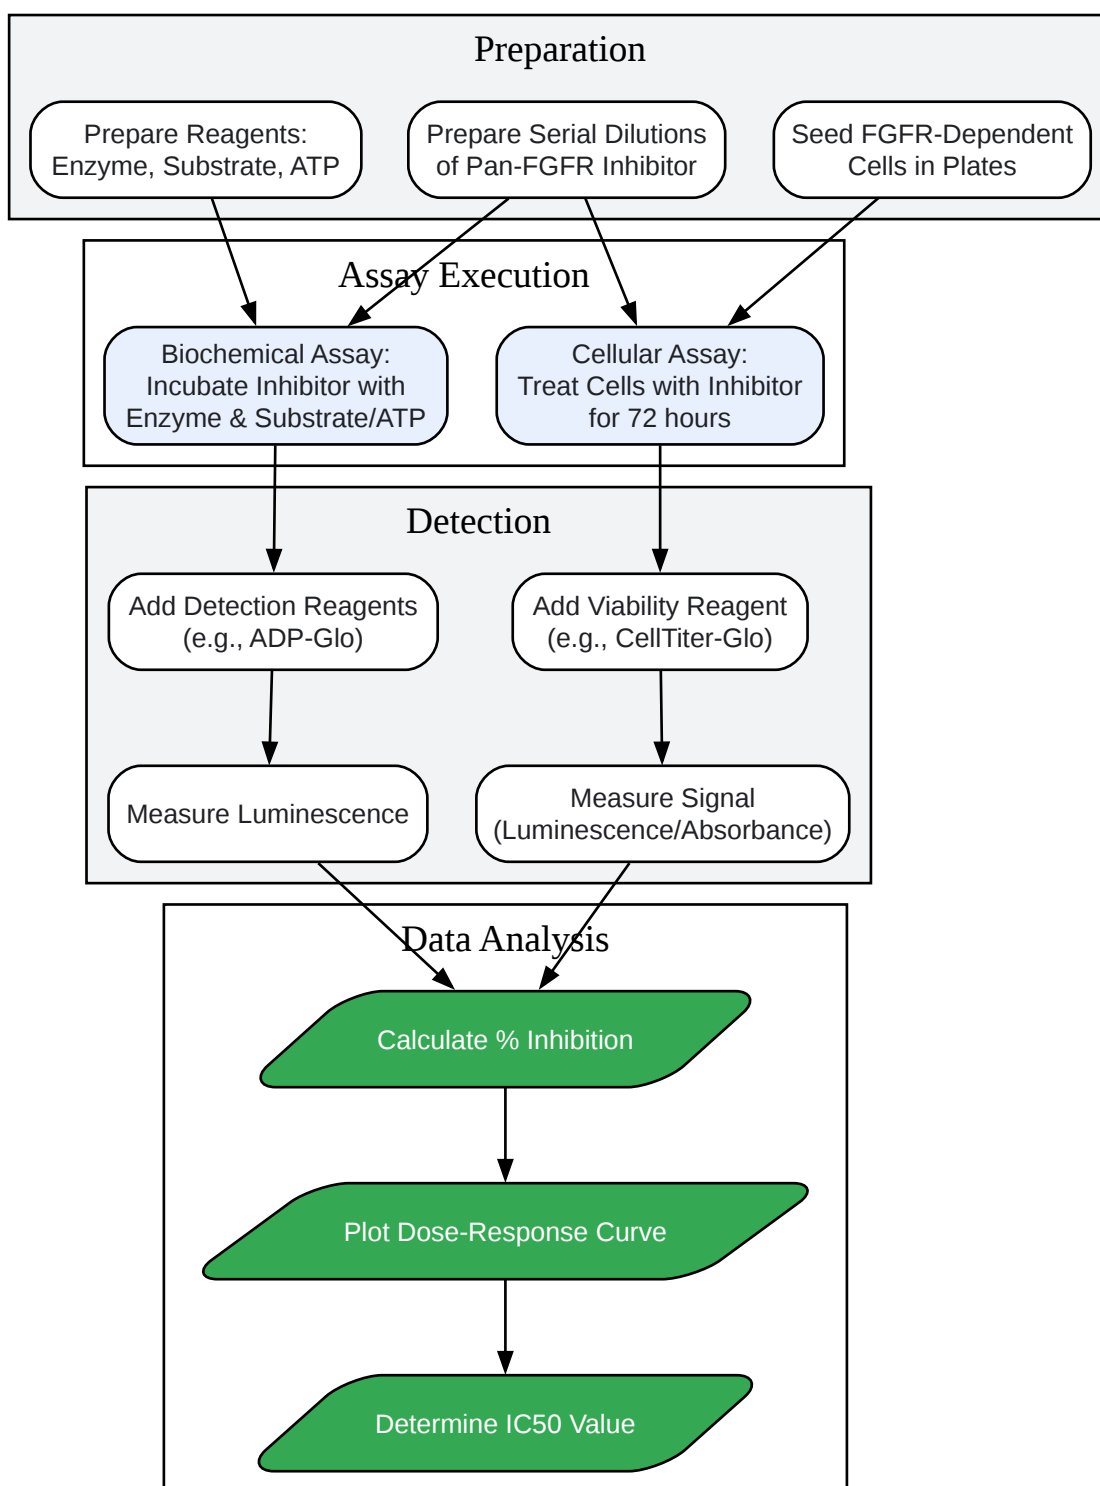 Preparation
Prepare Reagents:
Enzyme, Substrate, ATP
Prepare Serial Dilutions
of Pan-FGFR Inhibitor
Seed FGFR-Dependent
Cells in Plates
Assay Execution
Biochemical Assay:
Incubate Inhibitor with
Enzyme & Substrate/ATP
Cellular Assay:
Treat Cells with Inhibitor
for 72 hours
Detection
Add Detection Reagents
(e.g., ADP-Glo)
Add Viability Reagent
(e.g., CellTiter-Glo)
Measure Luminescence
Measure Signal
(Luminescence/Absorbance)
Data Analysis
Calculate % Inhibition
Plot Dose-Response Curve
Determine IC50 Value